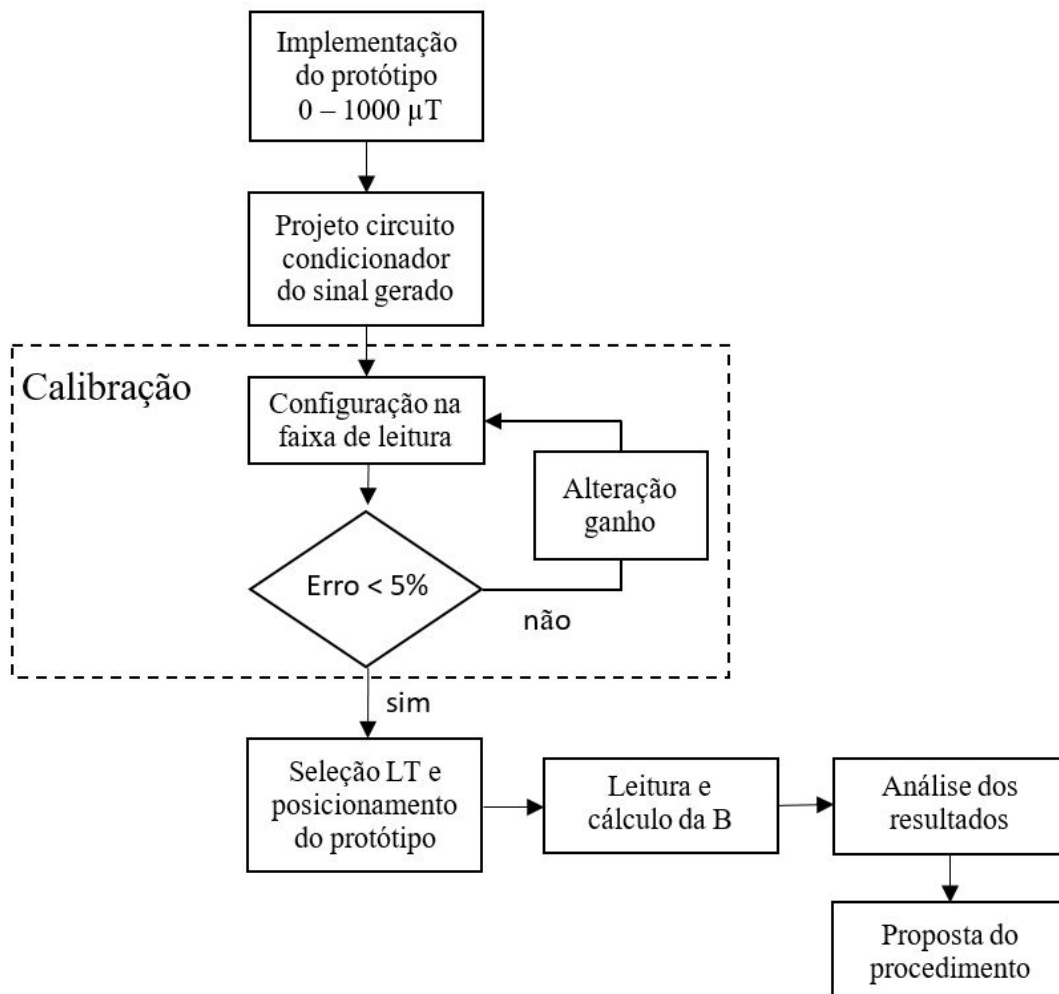 Implementação
do protótipo
0 – 1000 µT
Projeto circuito
condicionador
do sinal gerado
Calibração
Configuração na
faixa de leitura
Alteração
ganho
Erro < 5%
não
sim
Seleção LT e
posicionamento
do protótipo
Leitura e
cálculo da B
Análise dos
resultados
Proposta do
procedimento